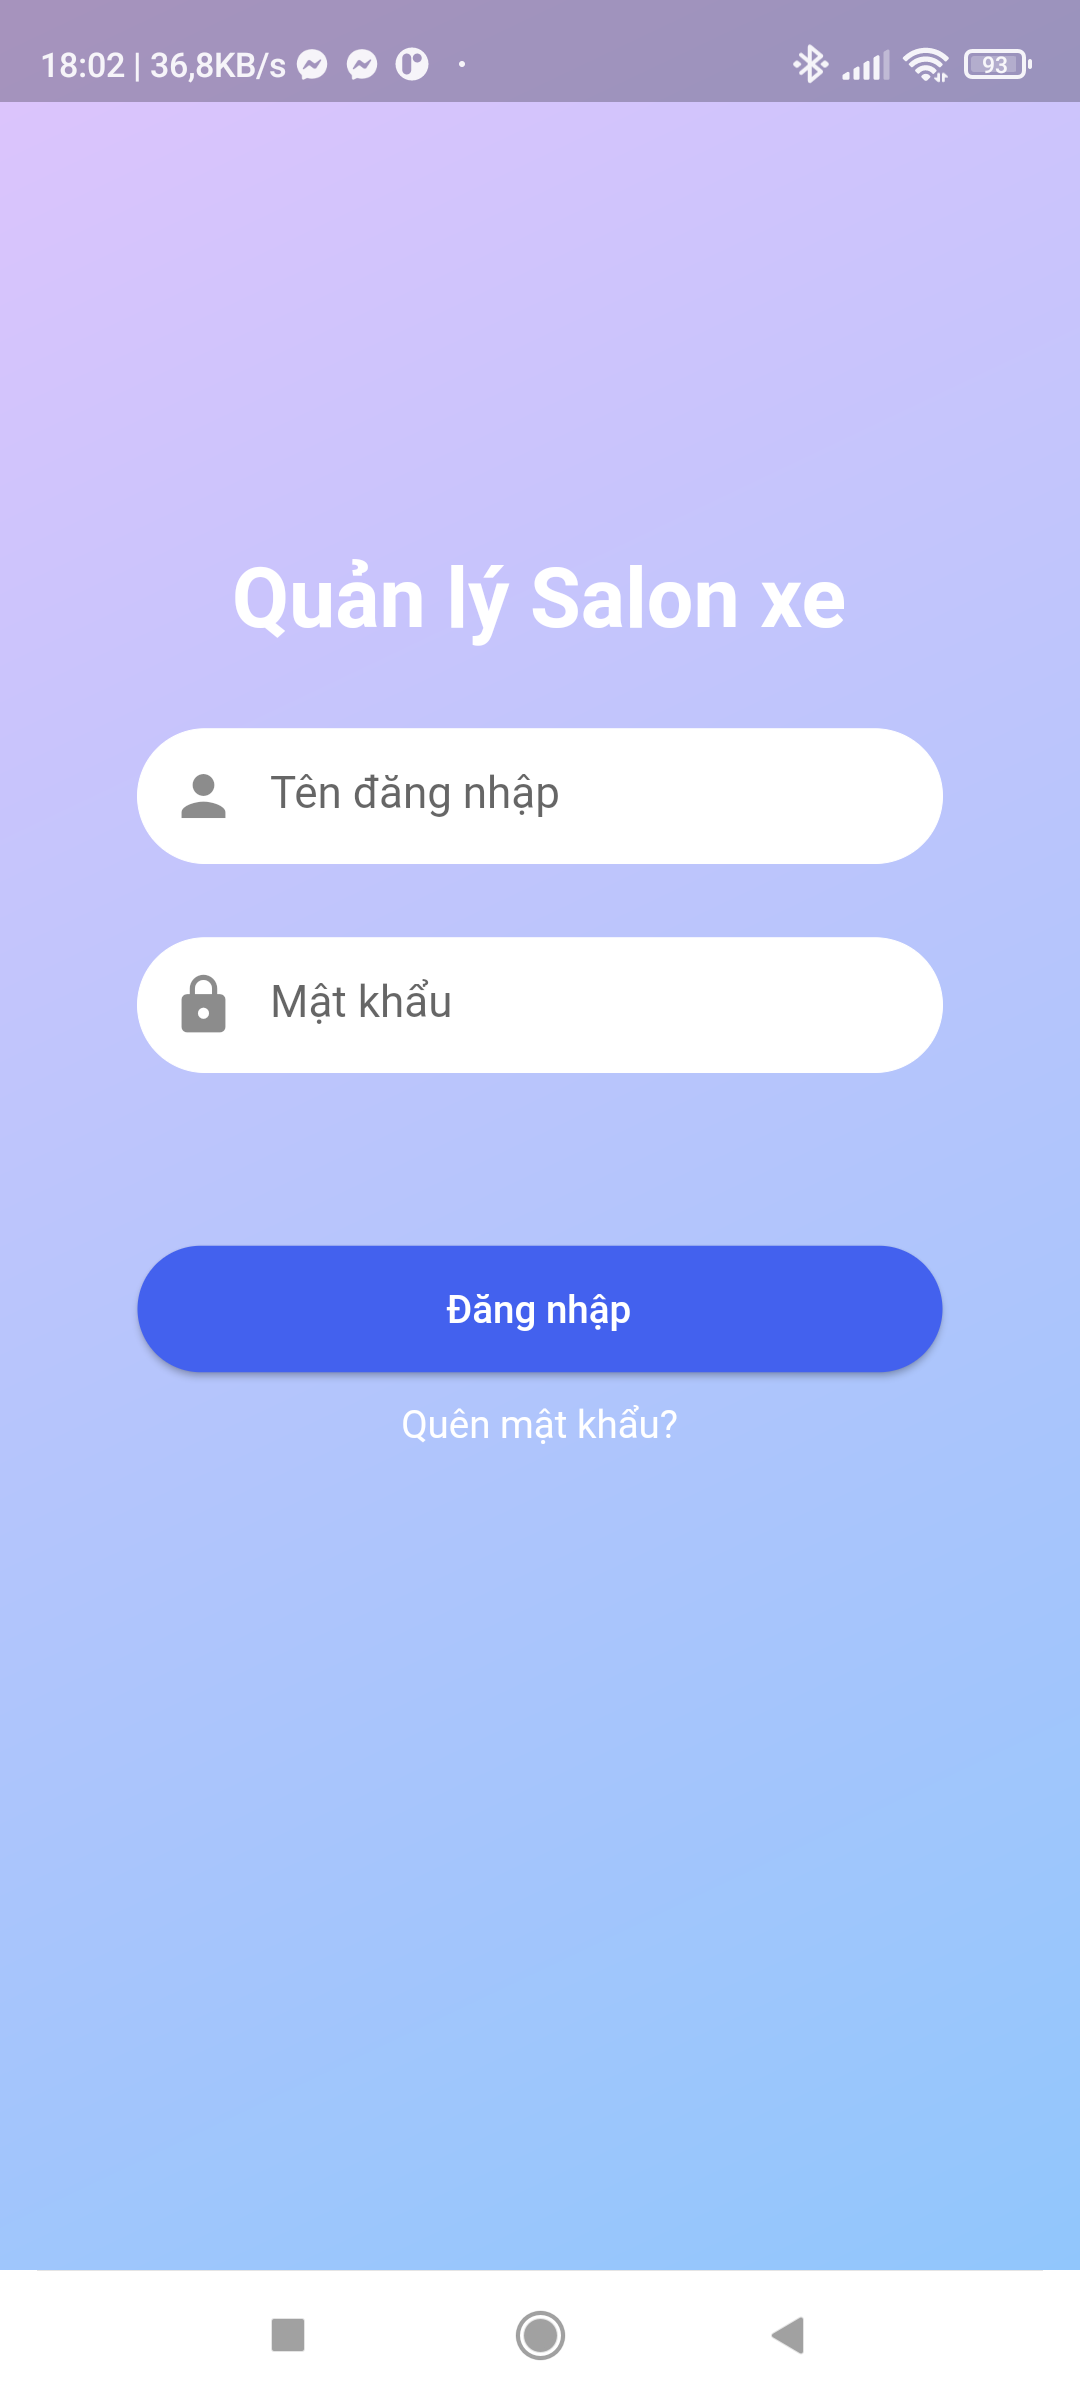 18:02 | 36,8KB/s
93
Quản lý Salon xe
Tên đăng nhập
Mật khẩu
Đăng nhập
Quên mật khẩu?